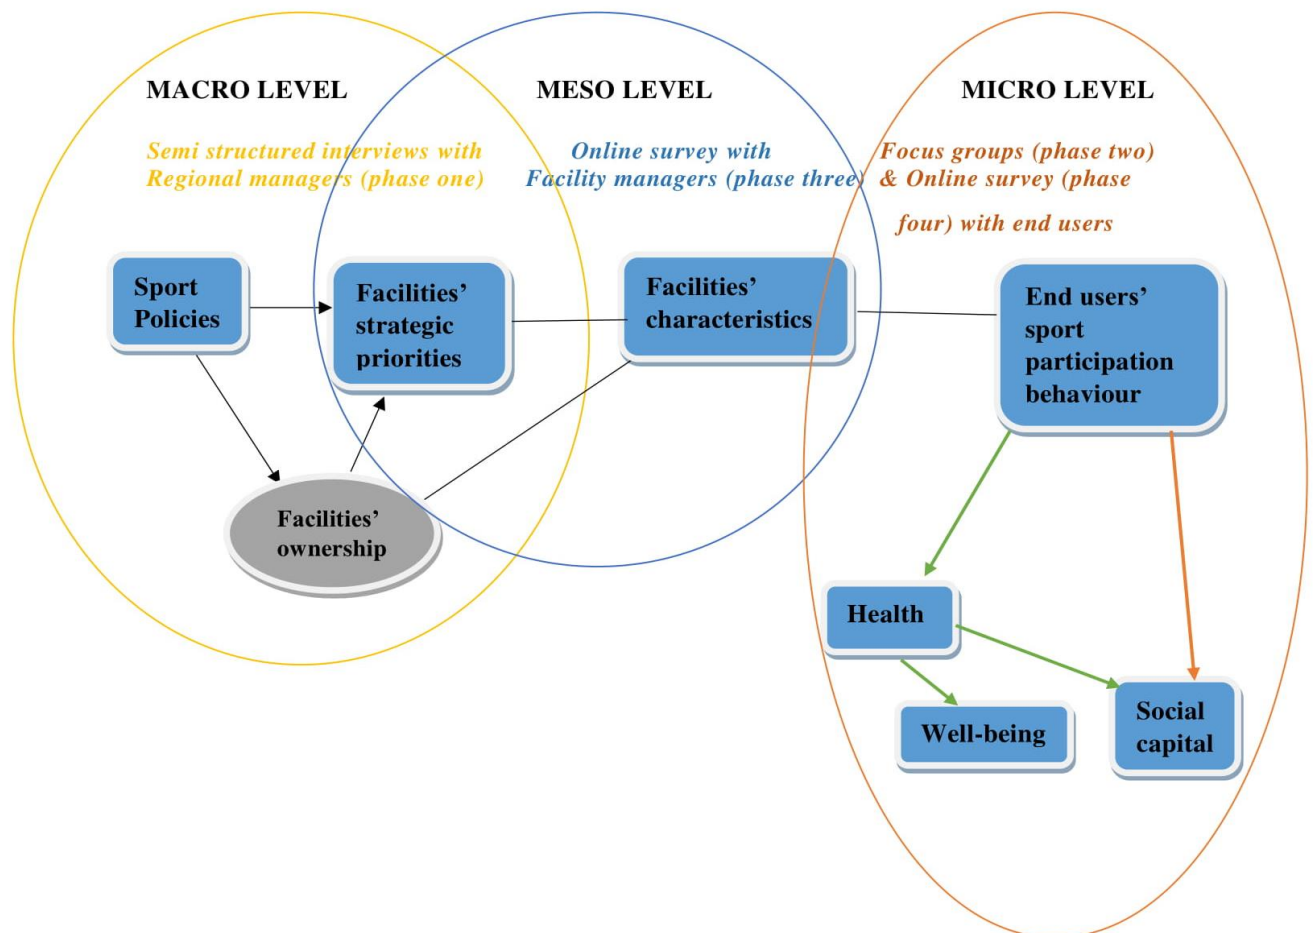 MACRO LEVEL
MESO LEVEL
MICRO LEVEL
Semi structured interviews with
Regional managers (phase one)
Online survey with
Facility managers (phase three)
Focus groups (phase two)
& Online survey (phase
four) with end users
Sport
Policies
Facilities’
strategic
priorities
Facilities’
characteristics
End users’
sport
participation
behaviour
Facilities’
ownership
Health
Well-being
Social
capital